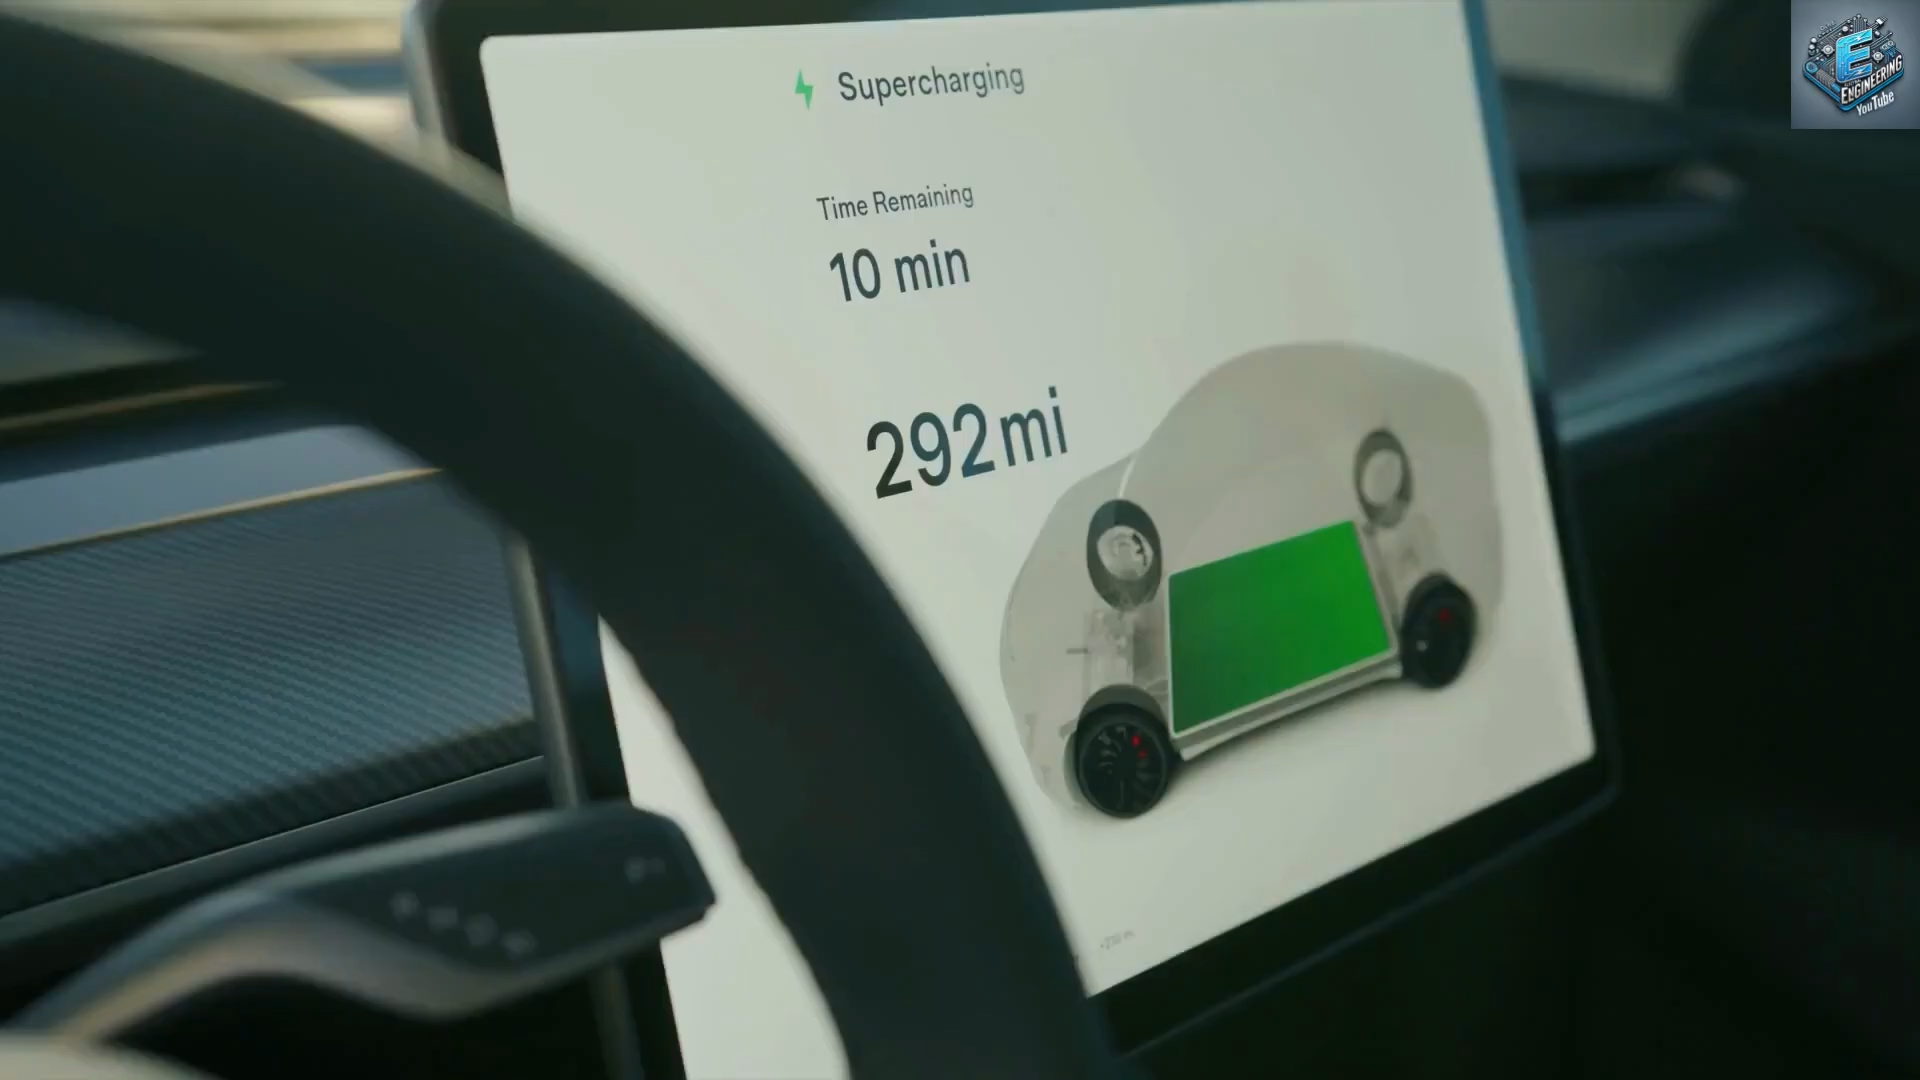 Supercharging
Time Remaining
10 min
292 mi
E
ENGINEERING
YouTube